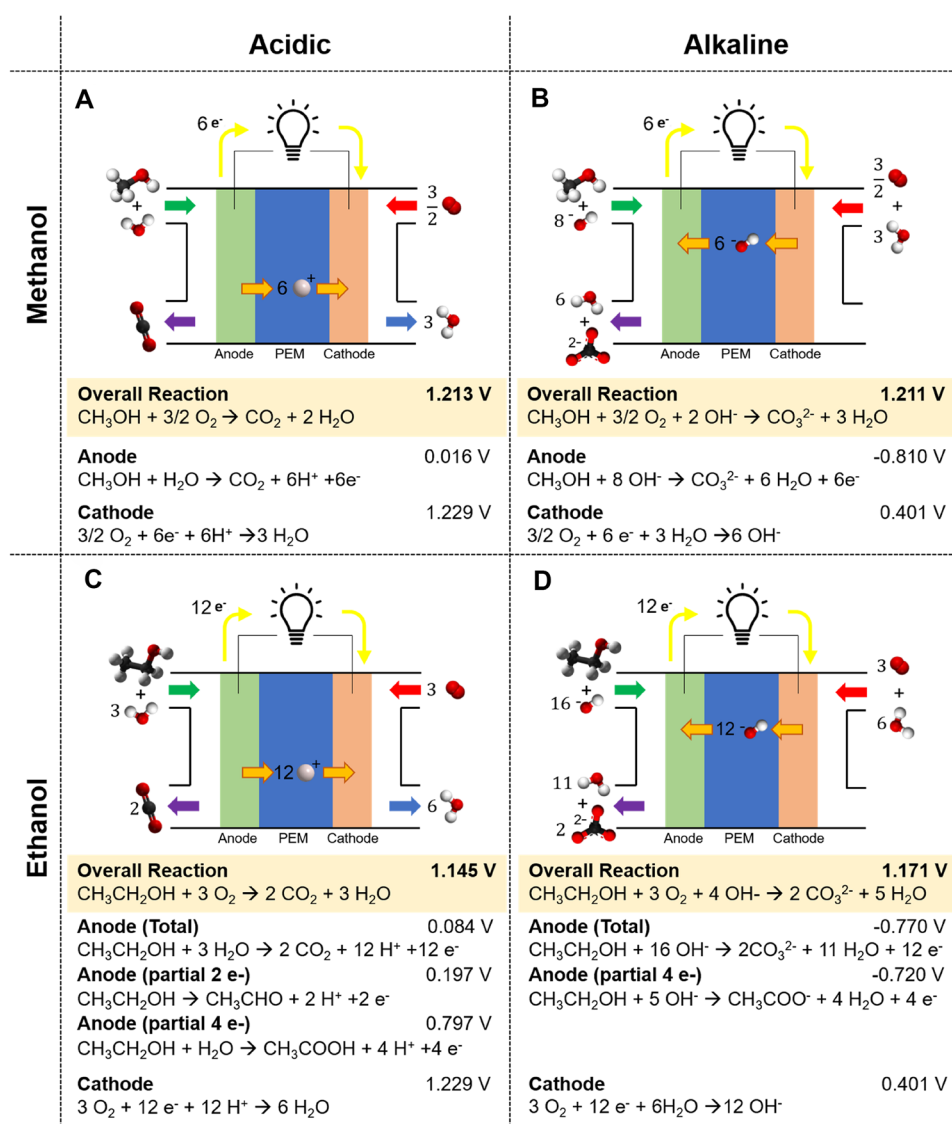 Acidic
Alkaline
Methanol
A
6 e⁻
+
3/2
6 +
3
Anode PEM Cathode
Overall Reaction 1.213 V
CH₃OH + 3/2 O₂ → CO₂ + 2 H₂O
Anode 0.016 V
CH₃OH + H₂O → CO₂ + 6H⁺ +6e⁻
Cathode 1.229 V
3/2 O₂ + 6e⁻ + 6H⁺ →3 H₂O
B
6 e⁻
+
8 -
3/2
+
3
6 -
6
+
2-
Anode PEM Cathode
Overall Reaction 1.211 V
CH₃OH + 3/2 O₂ + 2 OH⁻ → CO₃²⁻ + 3 H₂O
Anode -0.810 V
CH₃OH + 8 OH⁻ → CO₃²⁻ + 6 H₂O + 6e⁻
Cathode 0.401 V
3/2 O₂ + 6 e⁻ + 3 H₂O →6 OH⁻
Ethanol
C
12 e⁻
+
3
3
12 +
2
6
Anode PEM Cathode
Overall Reaction 1.145 V
CH₃CH₂OH + 3 O₂ → 2 CO₂ + 3 H₂O
Anode (Total) 0.084 V
CH₃CH₂OH + 3 H₂O → 2 CO₂ + 12 H⁺ +12 e⁻
Anode (partial 2 e-) 0.197 V
CH₃CH₂OH → CH₃CHO + 2 H⁺ +2 e⁻
Anode (partial 4 e-) 0.797 V
CH₃CH₂OH + H₂O → CH₃COOH + 4 H⁺ +4 e⁻
Cathode 1.229 V
3 O₂ + 12 e⁻ + 12 H⁺ → 6 H₂O
D
12 e⁻
+
16 -
3
+
6
12 -
11
+
2 2-
Anode PEM Cathode
Overall Reaction 1.171 V
CH₃CH₂OH + 3 O₂ + 4 OH- → 2 CO₃²⁻ + 5 H₂O
Anode (Total) -0.770 V
CH₃CH₂OH + 16 OH⁻ → 2CO₃²⁻ + 11 H₂O + 12 e⁻
Anode (partial 4 e-) -0.720 V
CH₃CH₂OH + 5 OH⁻ → CH₃COO⁻ + 4 H₂O + 4 e⁻
Cathode 0.401 V
3 O₂ + 12 e⁻ + 6H₂O →12 OH⁻